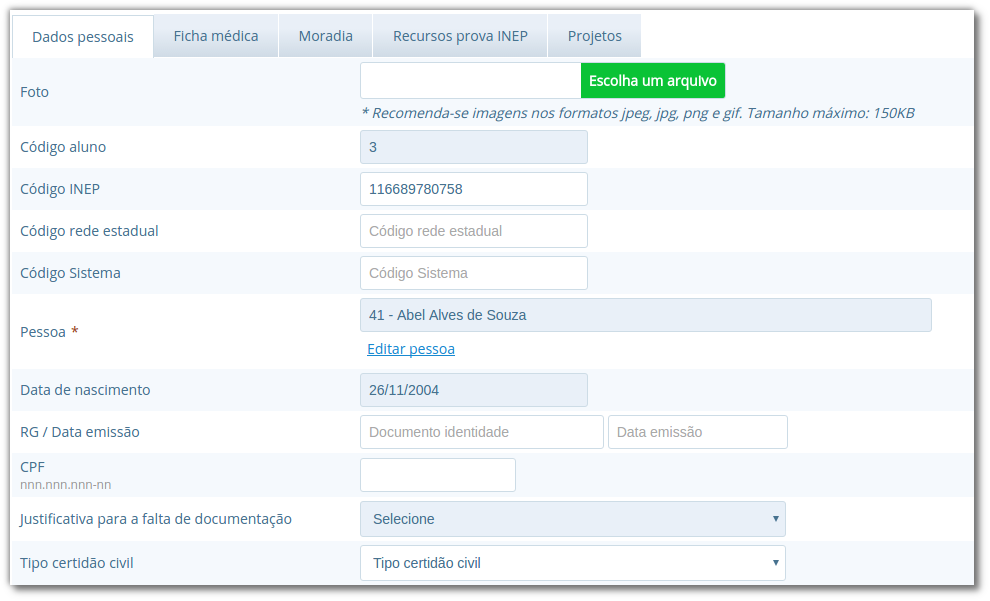 Dados pessoais Ficha médica Moradia Recursos prova INEP Projetos
Foto Escolha um arquivo
* Recomenda-se imagens nos formatos jpeg, jpg, png e gif. Tamanho máximo: 150KB
Código aluno 3
Código INEP 116689780758
Código rede estadual Código rede estadual
Código Sistema Código Sistema
Pessoa * 41 - Abel Alves de Souza
Editar pessoa
Data de nascimento 26/11/2004
RG / Data emissão Documento identidade Data emissão
CPF
nnn.nnn.nnn-nn
Justificativa para a falta de documentação Selecione
Tipo certidão civil Tipo certidão civil